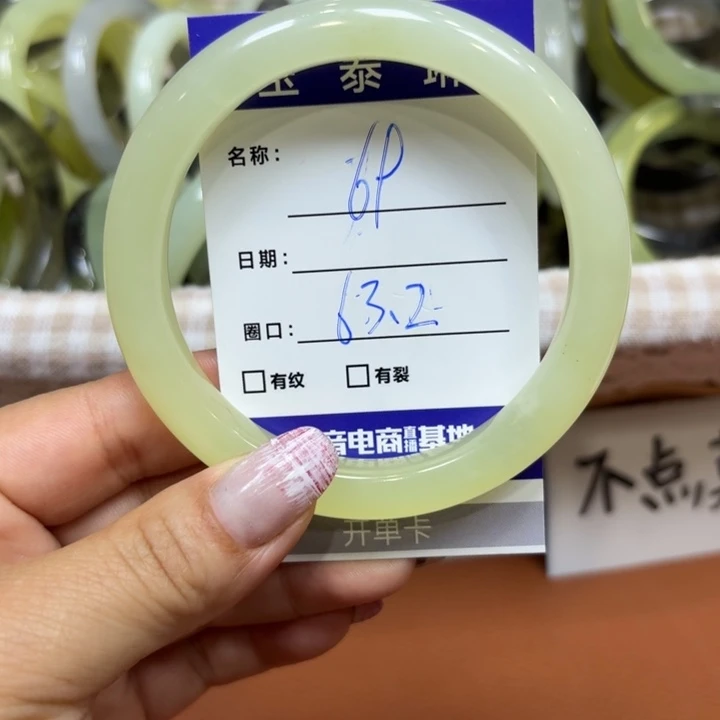 玉泰
名称：6P
日期：
圈口：63.2
□有纹 □有裂
音电商直播基地
开单卡
不点